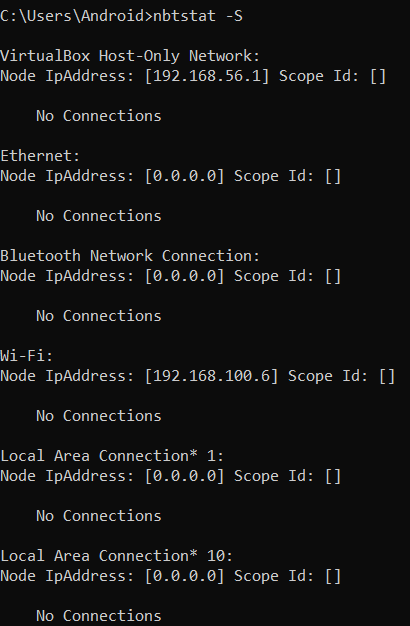 C:\Users\Android>nbtstat -S
VirtualBox Host-Only Network:
Node IpAddress: [192.168.56.1] Scope Id: []
No Connections
Ethernet:
Node IpAddress: [0.0.0.0] Scope Id: []
No Connections
Bluetooth Network Connection:
Node IpAddress: [0.0.0.0] Scope Id: []
No Connections
Wi-Fi:
Node IpAddress: [192.168.100.6] Scope Id: []
No Connections
Local Area Connection* 1:
Node IpAddress: [0.0.0.0] Scope Id: []
No Connections
Local Area Connection* 10:
Node IpAddress: [0.0.0.0] Scope Id: []
No Connections